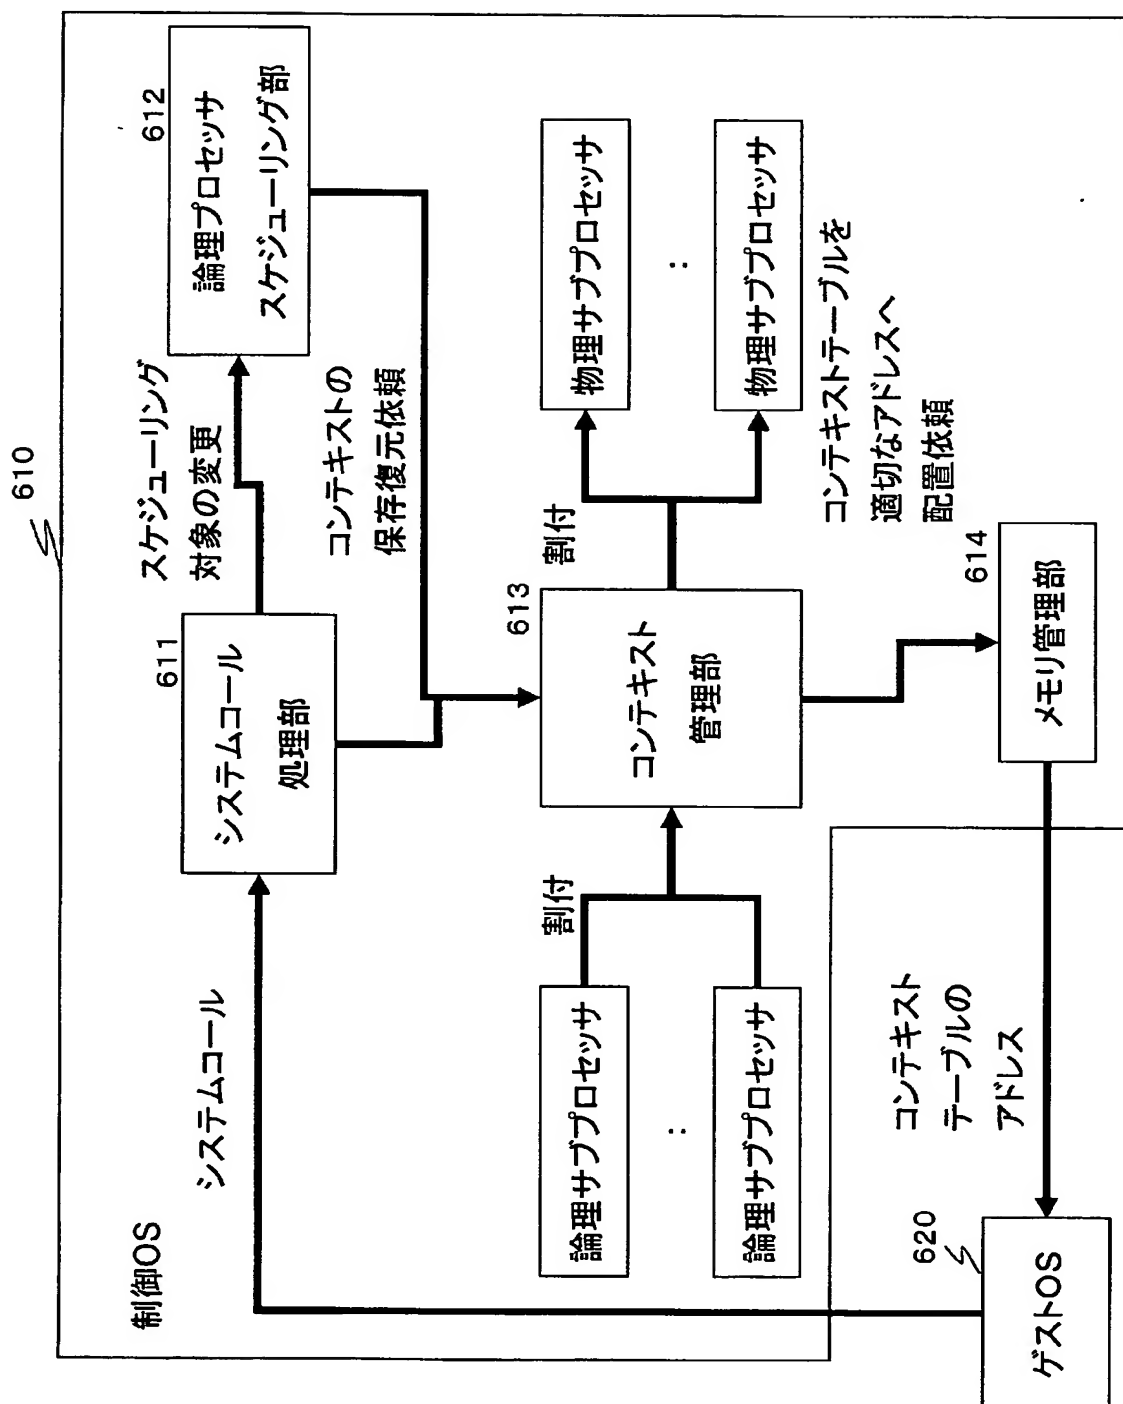 610
制御OS
システムコール
611
システムコール
処理部
スケジューリング
対象の変更
612
論理プロセッサ
スケジューリング部
コンテキストの
保存復元依頼
論理サブプロセッサ
:
論理サブプロセッサ
割付
613
コンテキスト
管理部
割付
物理サブプロセッサ
:
物理サブプロセッサ
コンテキストテーブルを
適切なアドレスへ
配置依頼
614
メモリ管理部
コンテキスト
テーブルの
アドレス
620
ゲストOS